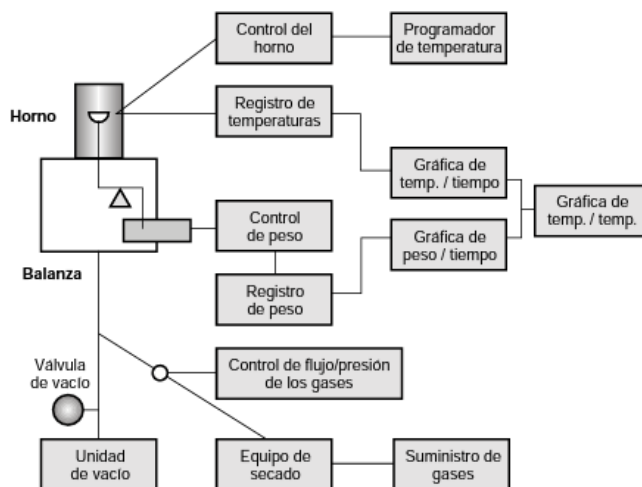 Control del
horno
Programador
de temperatura
Horno
Registro de
temperaturas
Gráfica de
temp. / tiempo
Gráfica de
temp. / temp.
Control
de peso
Gráfica de
peso / tiempo
Balanza
Registro
de peso
Válvula
de vacío
Control de flujo/presión
de los gases
Unidad
de vacío
Equipo de
secado
Suministro de
gases